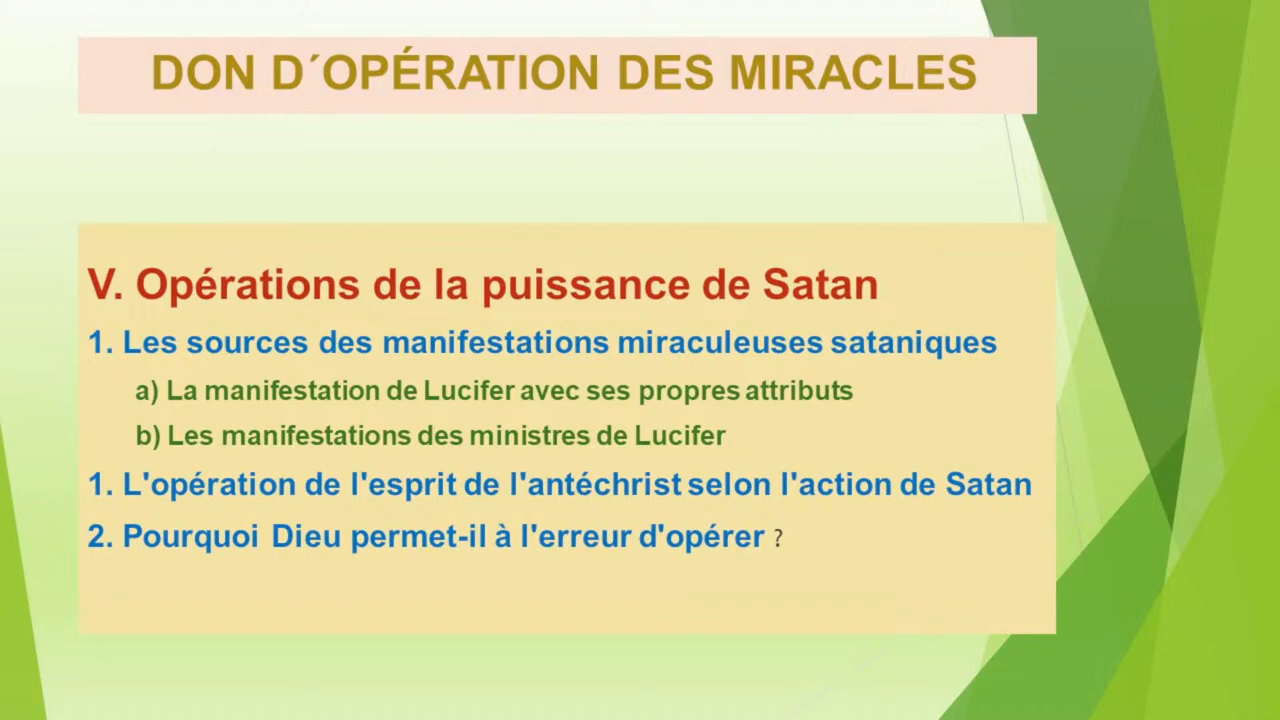 DON D´OPÉRATION DES MIRACLES
V. Opérations de la puissance de Satan
1. Les sources des manifestations miraculeuses sataniques
a) La manifestation de Lucifer avec ses propres attributs
b) Les manifestations des ministres de Lucifer
1. L'opération de l'esprit de l'antéchrist selon l'action de Satan
2. Pourquoi Dieu permet-il à l'erreur d'opérer ?